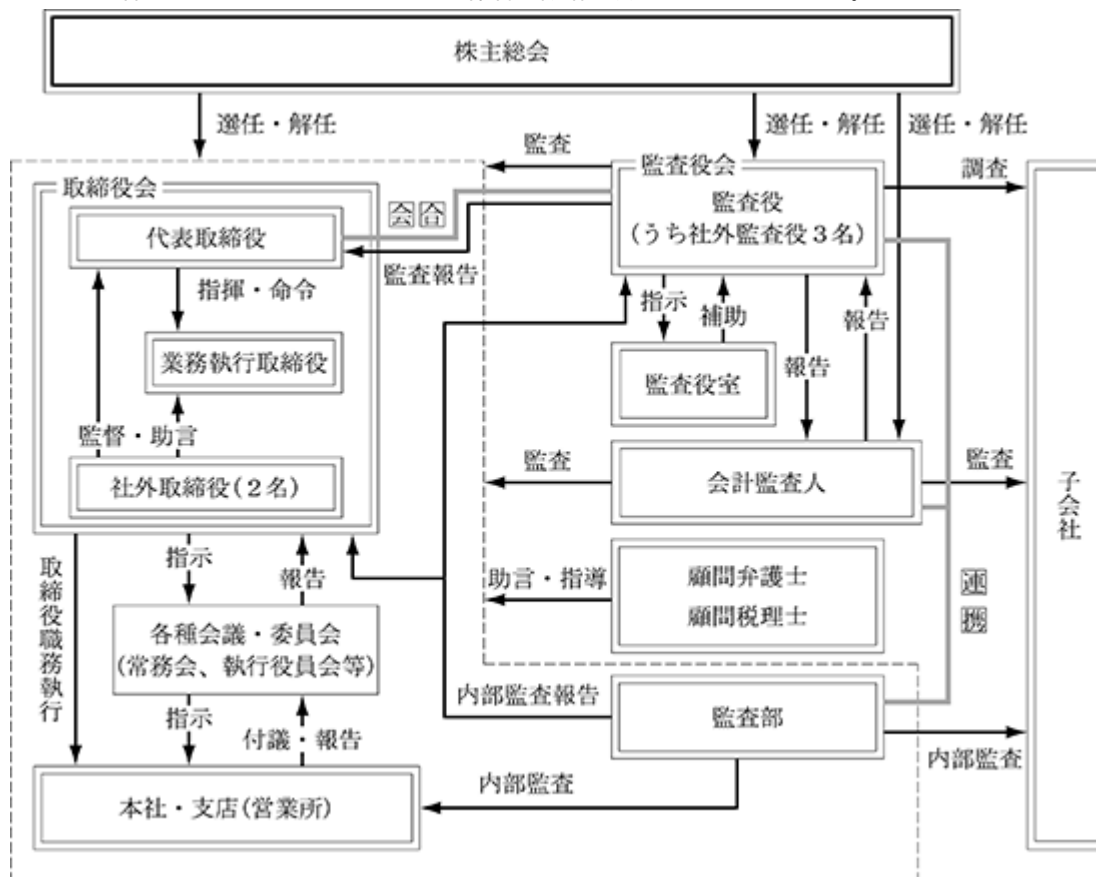 株主総会
選任・解任
選任・解任
選任・解任
監査
監査役会
調査
取締役会
会合
監査役
(うち社外監査役3名)
代表取締役
監査報告
指揮・命令
指示
補助
報告
報告
業務執行取締役
監査役室
監督・助言
監査
会計監査人
監査
社外取締役(2名)
子会社
取締役職務執行
指示
報告
助言・指導
顧問弁護士
顧問税理士
連携
各種会議・委員会
(常務会、執行役員会等)
内部監査報告
監査部
指示
付議・報告
内部監査
内部監査
本社・支店(営業所)